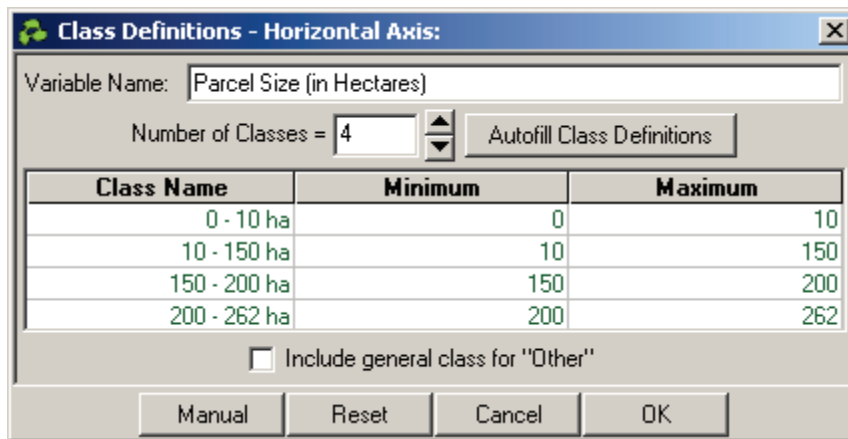 Class Definitions - Horizontal Axis:
Variable Name: Parcel Size (in Hectares)
Number of Classes = 4 Autofill Class Definitions
Class Name Minimum Maximum
0 - 10 ha 0 10
10 - 150 ha 10 150
150 - 200 ha 150 200
200 - 262 ha 200 262
Include general class for "Other"
Manual Reset Cancel OK